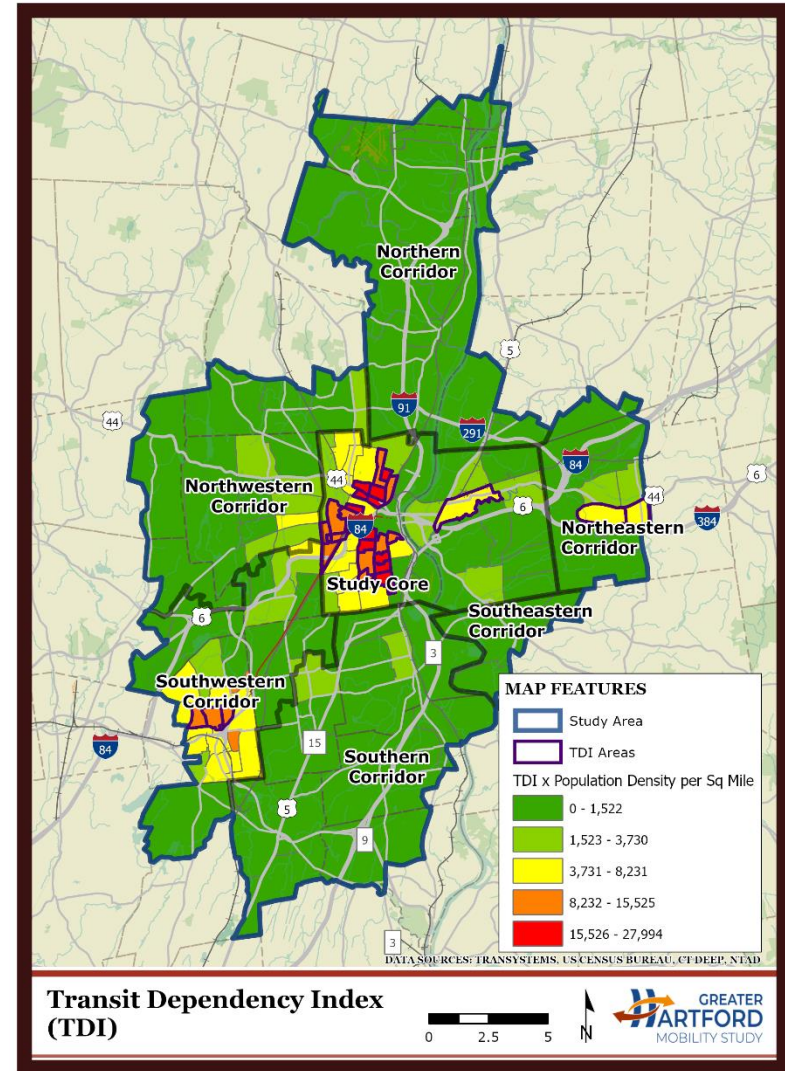 Northern
Corridor
5
91
44
291
84
6
44
Northwestern
Corridor
6
44
84
Northeastern
Corridor
384
Study Core
Southeastern
Corridor
6
3
Southwestern
Corridor
84
15
Southern
Corridor
5
9
3
MAP FEATURES
Study Area
TDI Areas
TDI x Population Density per Sq Mile
0 - 1,522
1,523 - 3,730
3,731 - 8,231
8,232 - 15,525
15,526 - 27,994
DATA SOURCES: TRANSYSTEMS, US CENSUS BUREAU, CT DEEP, NTAD
Transit Dependency Index
(TDI)
0 2.5 5
N
GREATER
HARTFORD
MOBILITY STUDY